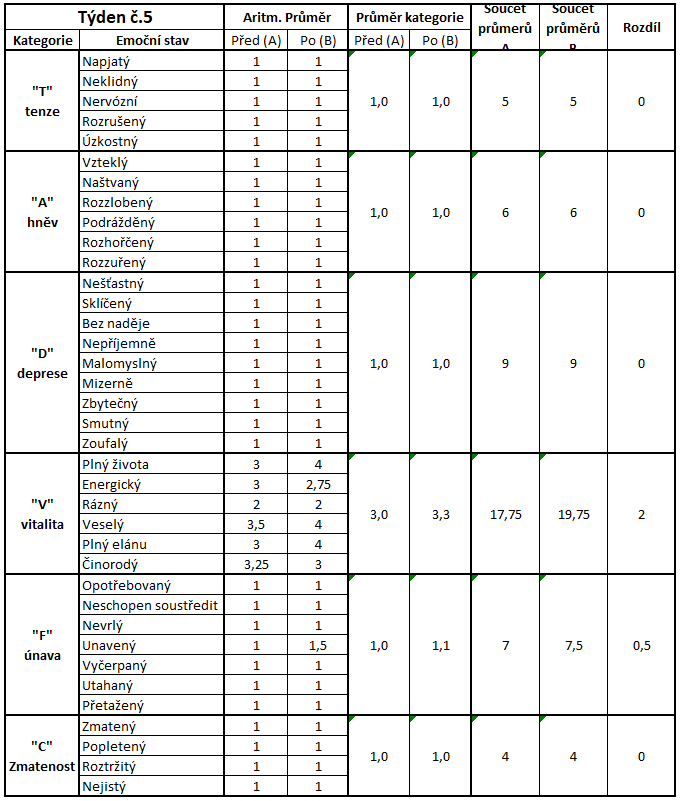 Týden č.5 Aritm. Průměr Průměr kategorie Součet průmerů A Součet průměrů B Rozdíl
Kategorie Emoční stav Před (A) Po (B) Před (A) Po (B)
"T" tenze 1,0 1,0 5 5 0
Napjatý 1 1
Neklidný 1 1
Nervózní 1 1
Rozrušený 1 1
Úzkostný 1 1
"A" hněv 1,0 1,0 6 6 0
Vzteklý 1 1
Naštvaný 1 1
Rozzlobený 1 1
Podrážděný 1 1
Rozhořčený 1 1
Rozzuřený 1 1
"D" deprese 1,0 1,0 9 9 0
Nešťastný 1 1
Sklíčený 1 1
Bez naděje 1 1
Nepříjemně 1 1
Malomyslný 1 1
Mizerně 1 1
Zbytečný 1 1
Smutný 1 1
Zoufalý 1 1
"V" vitalita 3,0 3,3 17,75 19,75 2
Plný života 3 4
Energický 3 2,75
Rázný 2 2
Veselý 3,5 4
Plný elánu 3 4
Činorodý 3,25 3
"F" únava 1,0 1,1 7 7,5 0,5
Opotřebovaný 1 1
Neschopen soustředit 1 1
Nevrlý 1 1
Unavený 1 1,5
Vyčerpaný 1 1
Utahaný 1 1
Přetažený 1 1
"C" Zmatenost 1,0 1,0 4 4 0
Zmatený 1 1
Popletený 1 1
Roztržitý 1 1
Nejistý 1 1